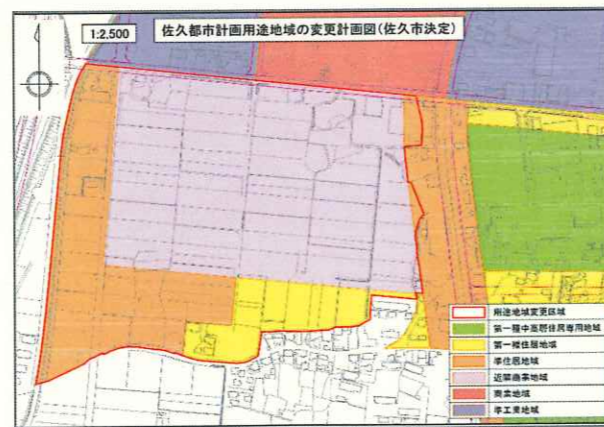 1:2,500
佐久都市計画用途地域の変更計画図(佐久市決定)
用途地域変更区域
第一種中高層住居専用地域
第一種住居地域
準住居地域
近隣商業地域
商業地域
準工業地域